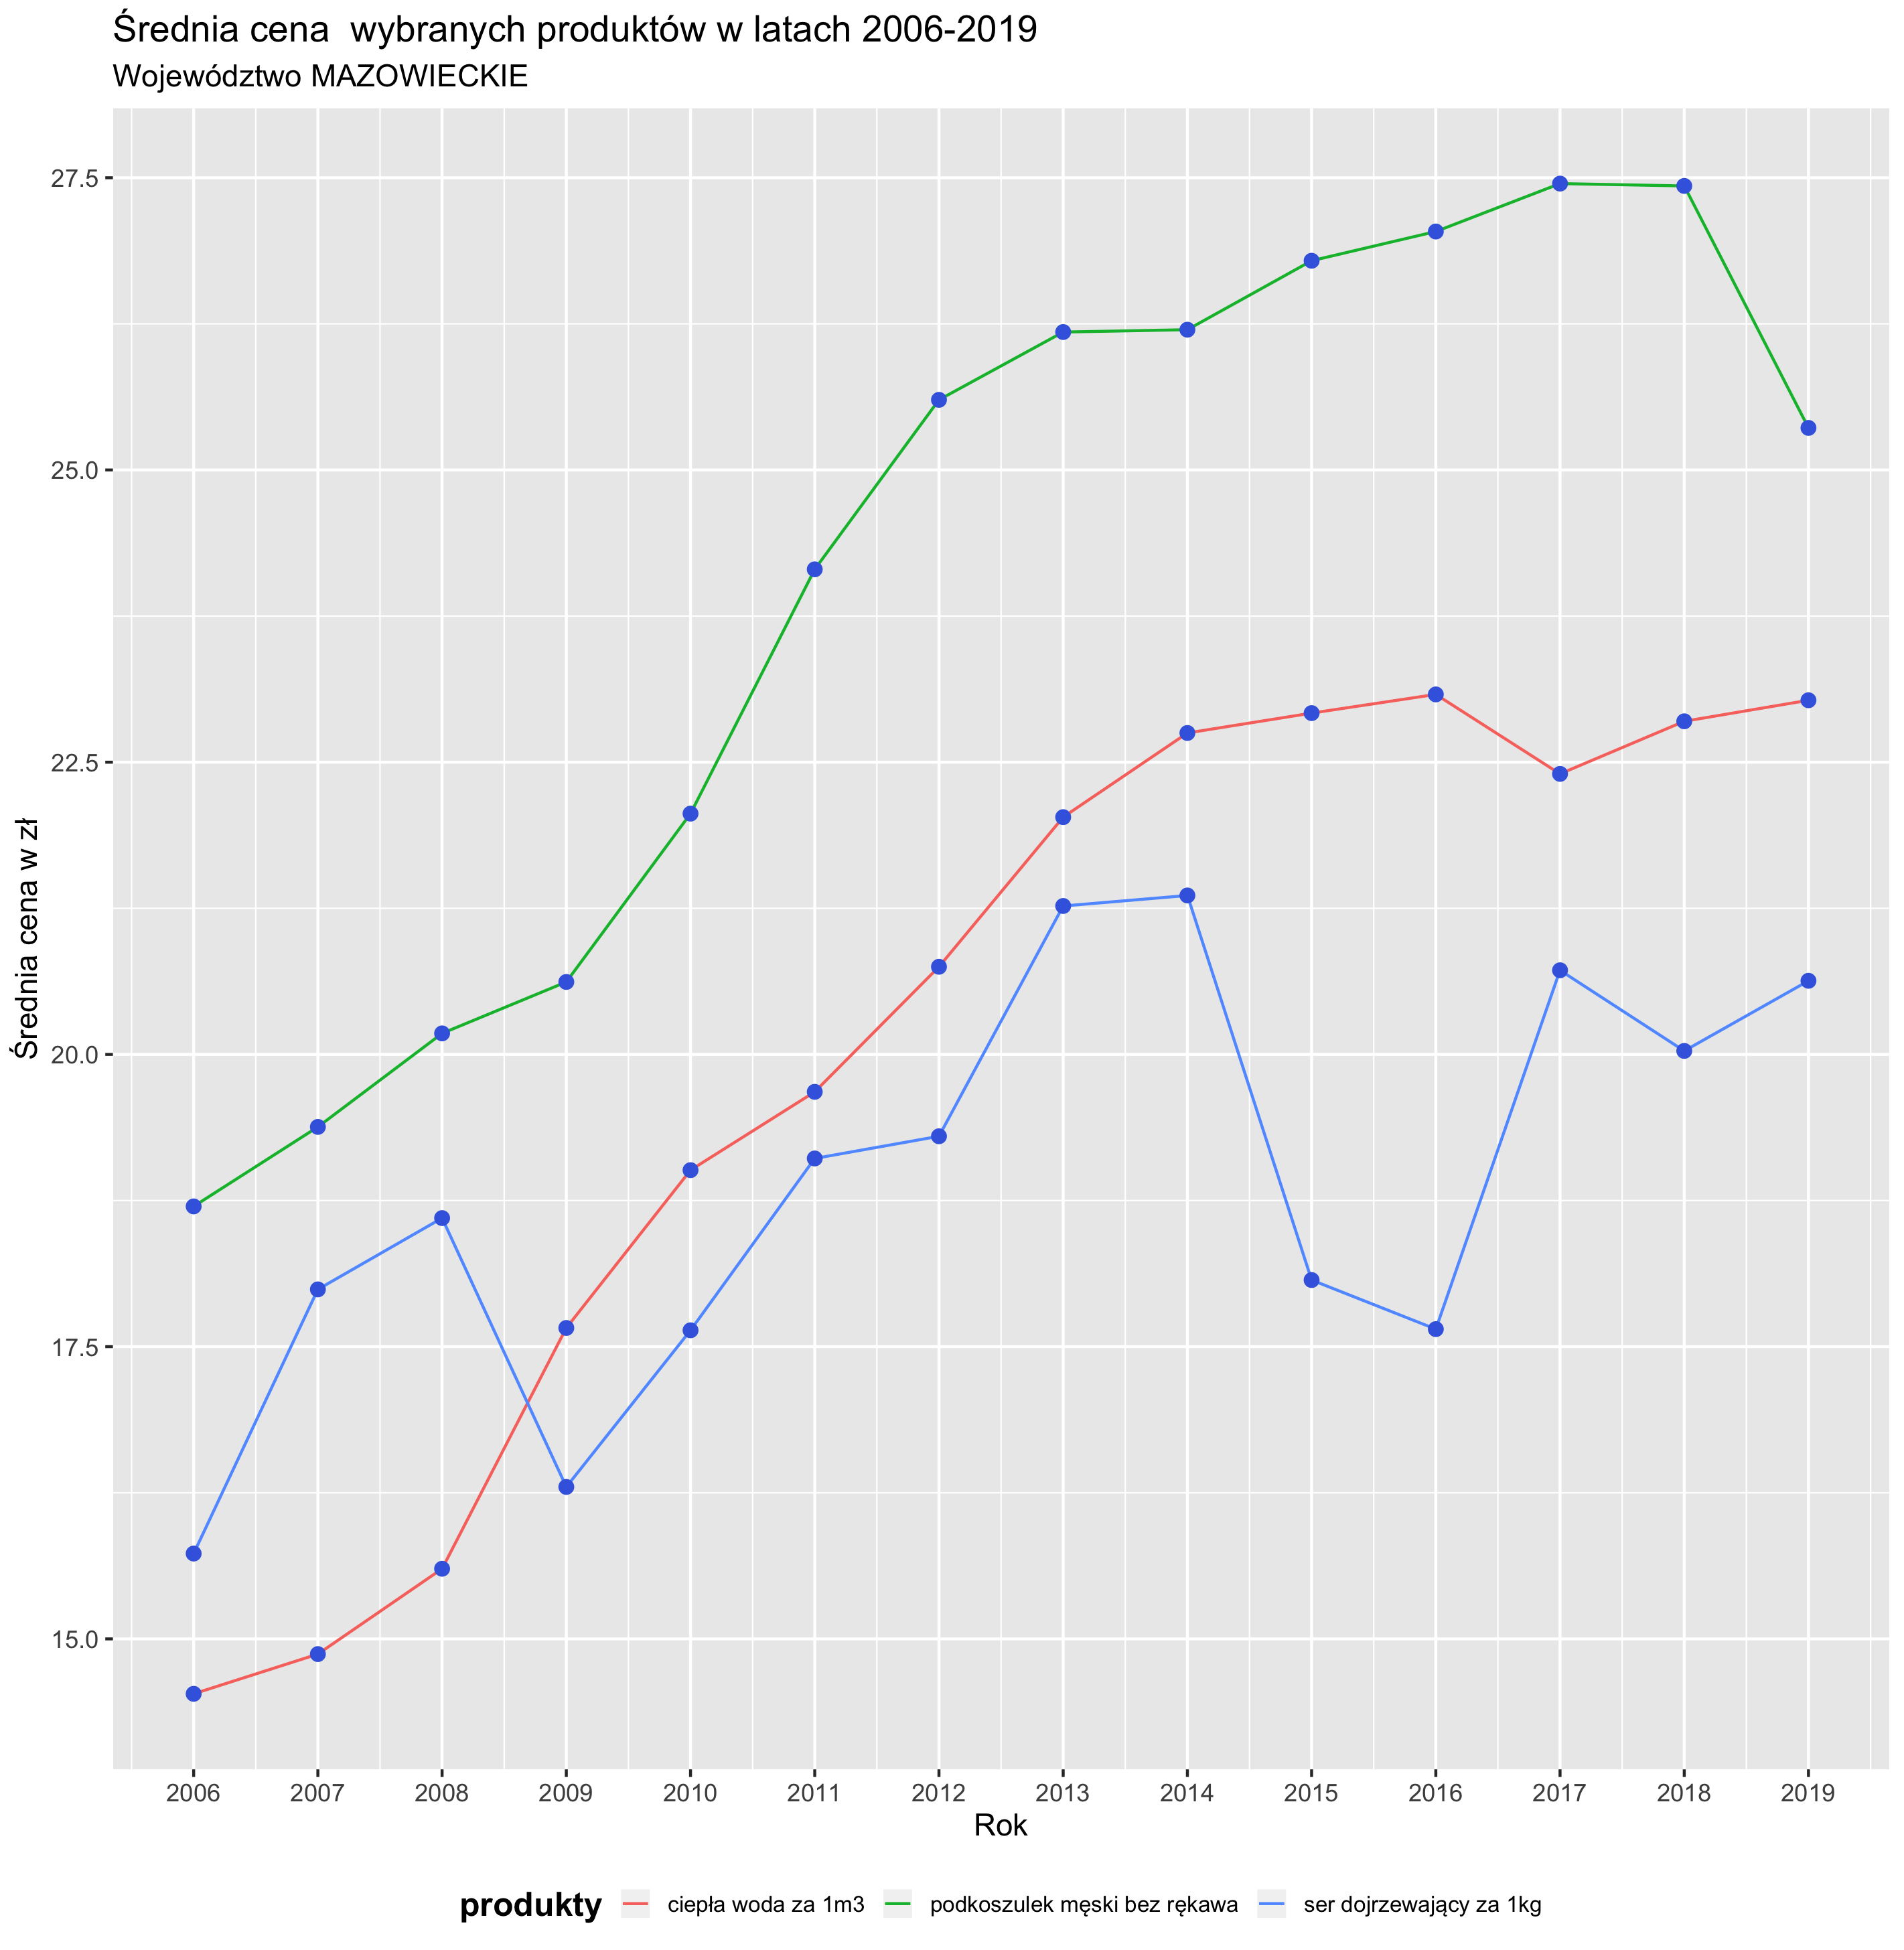 Średnia cena  wybranych produktów w latach 2006-2019
Województwo MAZOWIECKIE
Średnia cena w zł
27.5
25.0
22.5
20.0
17.5
15.0
2006 2007 2008 2009 2010 2011 2012 2013 2014 2015 2016 2017 2018 2019
Rok
produkty ciepła woda za 1m3 podkoszulek męski bez rękawa ser dojrzewający za 1kg